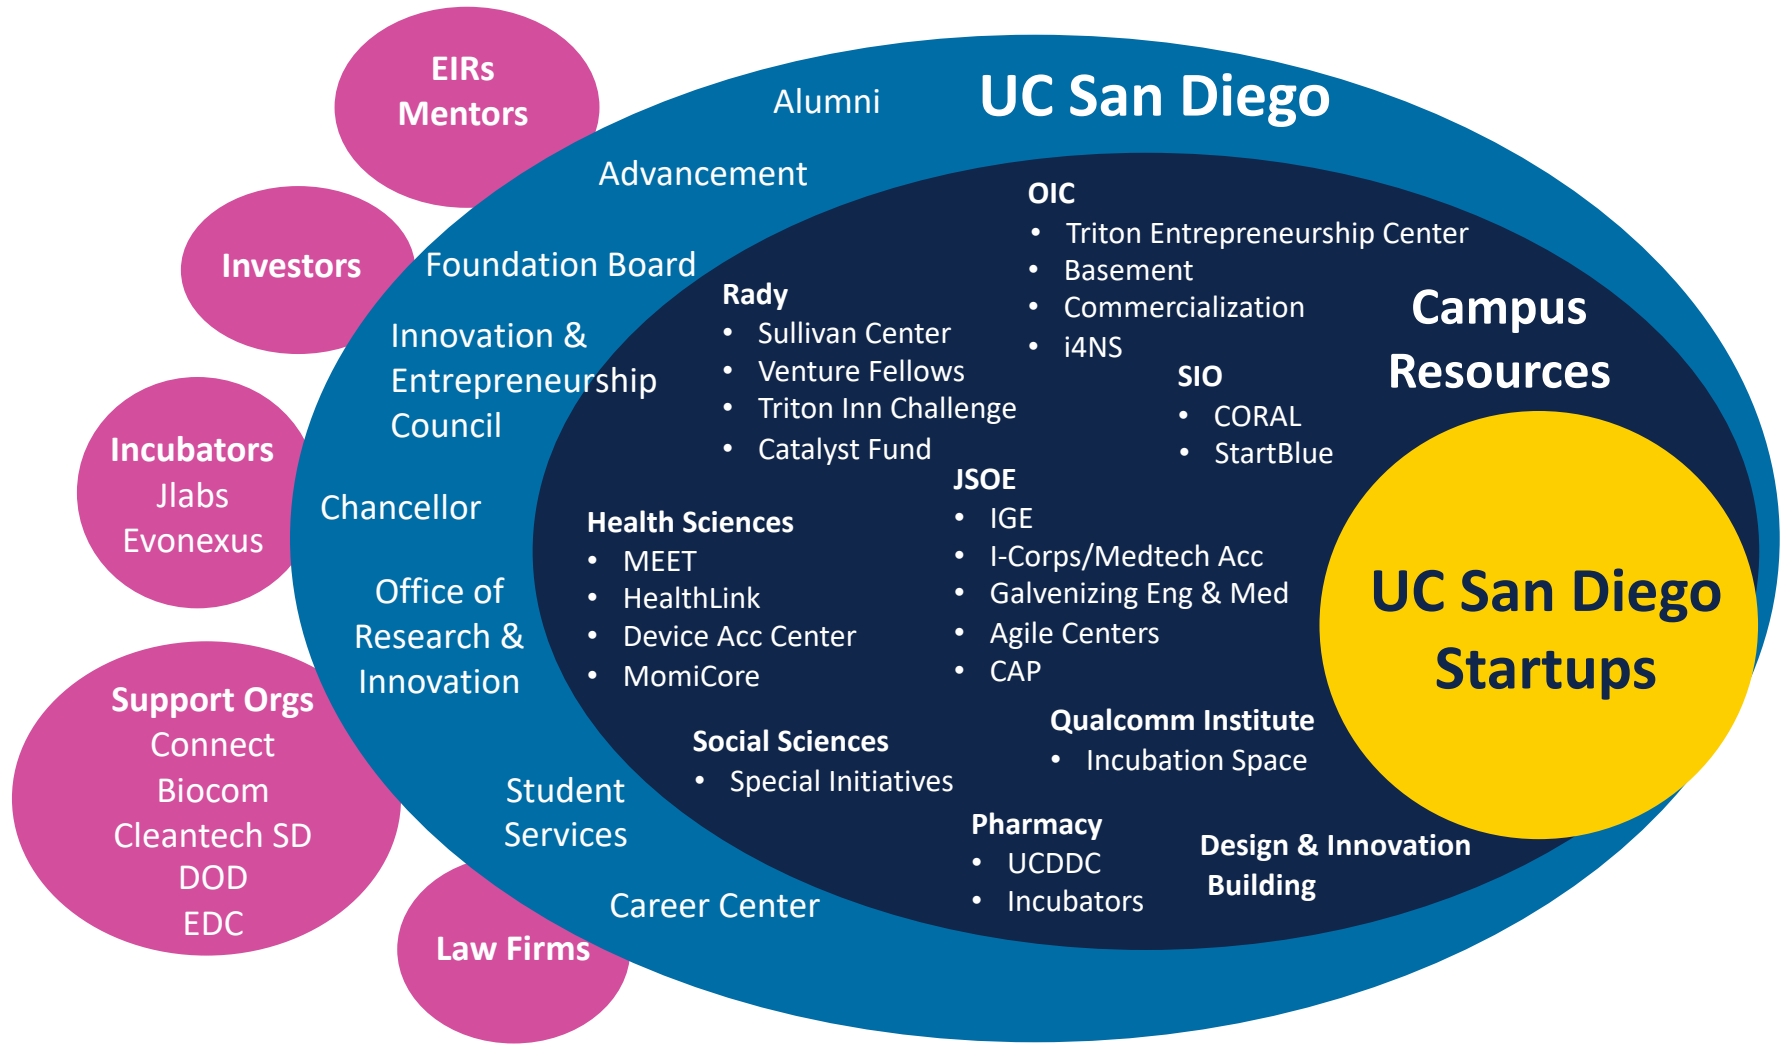 EIRs
Mentors
Investors
Incubators
Jlabs
Evonexus
Support Orgs
Connect
Biocom
Cleantech SD
DOD
EDC
Law Firms
UC San Diego
Alumni
Advancement
Foundation Board
Innovation &
Entrepreneurship
Council
Chancellor
Office of
Research &
Innovation
Student
Services
Career Center
Campus
Resources
OIC
• Triton Entrepreneurship Center
• Basement
• Commercialization
• i4NS
Rady
• Sullivan Center
• Venture Fellows
• Triton Inn Challenge
• Catalyst Fund
SIO
• CORAL
• StartBlue
JSOE
• IGE
• I-Corps/Medtech Acc
• Galvenizing Eng & Med
• Agile Centers
• CAP
Health Sciences
• MEET
• HealthLink
• Device Acc Center
• MomiCore
Social Sciences
• Special Initiatives
Qualcomm Institute
• Incubation Space
Pharmacy
• UCDDC
• Incubators
Design & Innovation
Building
UC San Diego
Startups